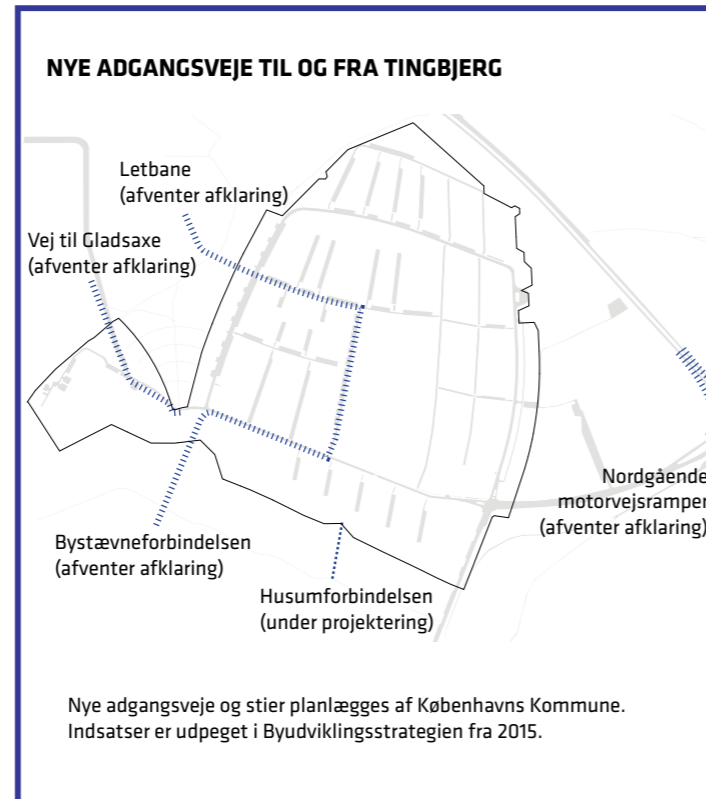 NYE ADGANGSVEJE TIL OG FRA TINGBJERG
Letbane
(afventer afklaring)
Vej til Gladsaxe
(afventer afklaring)
Nordgående
motorvejsramper
(afventer afklaring)
Bystævneforbindelsen
(afventer afklaring)
Husumforbindelsen
(under projektering)
Nye adgangsveje og stier planlægges af Københavns Kommune.
Indsatser er udpeget i Byudviklingsstrategien fra 2015.